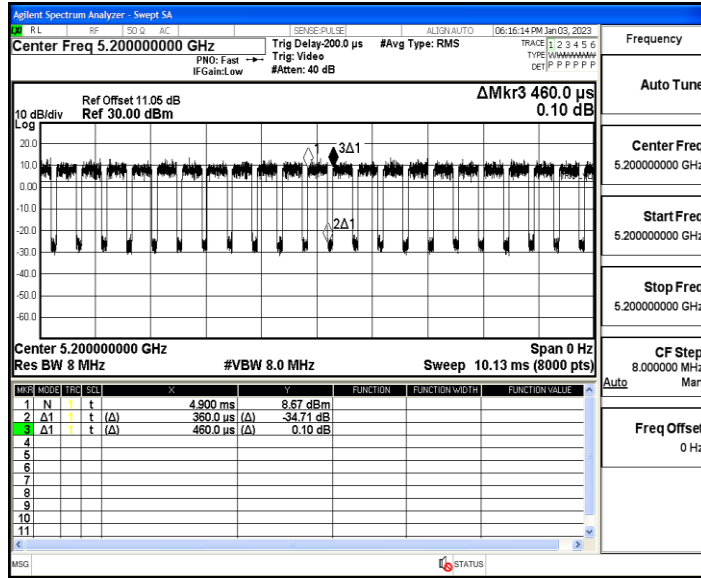 Agilent Spectrum Analyzer - Swept SA
LXI RL RF 50 Ω AC SENSE:PULSE ALIGN AUTO 06:16:14 PM Jan 03, 2023
Center Freq 5.200000000 GHz
PNO: Fast
IFGain:Low
Trig Delay-200.0 µs
Trig: Video
#Atten: 40 dB
#Avg Type: RMS
TRACE 1 2 3 4 5 6
TYPE
DET P P P P P P
ΔMkr3 460.0 µs
0.10 dB
10 dB/div
Log
Ref Offset 11.05 dB
Ref 30.00 dBm
20.0
10.0
0.00
-10.0
-20.0
-30.0
-40.0
-50.0
-60.0
1
3Δ1
2Δ1
Center 5.200000000 GHz
Span 0 Hz
Res BW 8 MHz
#VBW 8.0 MHz
Sweep 10.13 ms (8000 pts)
MKR MODE TRC SCL X Y FUNCTION FUNCTION WIDTH FUNCTION VALUE
1 N 1 t 4.900 ms 8.67 dBm
2 Δ1 1 t (Δ) 360.0 µs (Δ) -34.71 dB
3 Δ1 1 t (Δ) 460.0 µs (Δ) 0.10 dB
4
5
6
7
8
9
10
11
MSG
STATUS
Frequency
Auto Tune
Center Freq
5.200000000 GHz
Start Freq
5.200000000 GHz
Stop Freq
5.200000000 GHz
CF Step
8.000000 MHz
Auto Man
Freq Offset
0 Hz